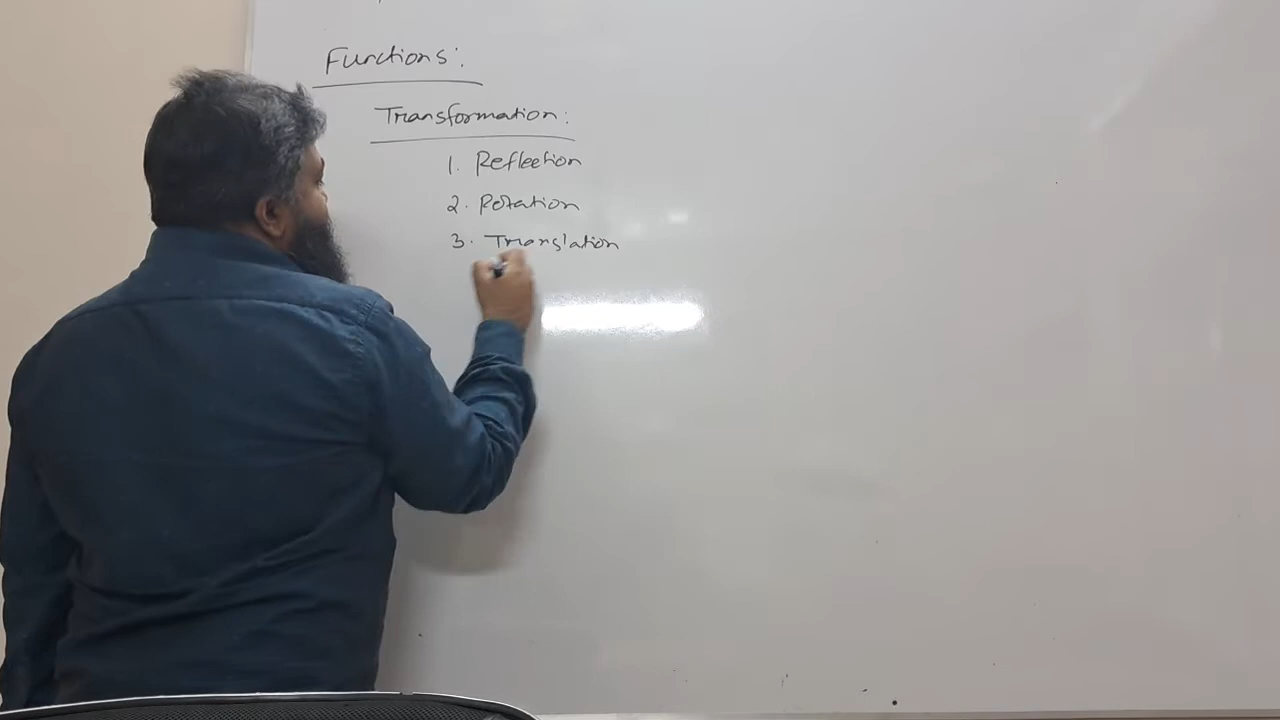 Functions:
Transformation:
1. Reflection
2. Rotation
3. Translation